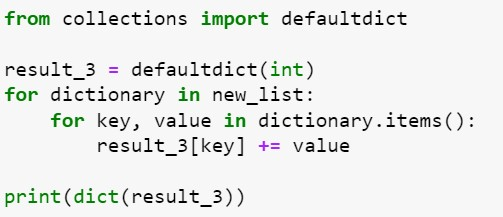 from collections import defaultdict

result_3 = defaultdict(int)
for dictionary in new_list:
    for key, value in dictionary.items():
        result_3[key] += value

print(dict(result_3))